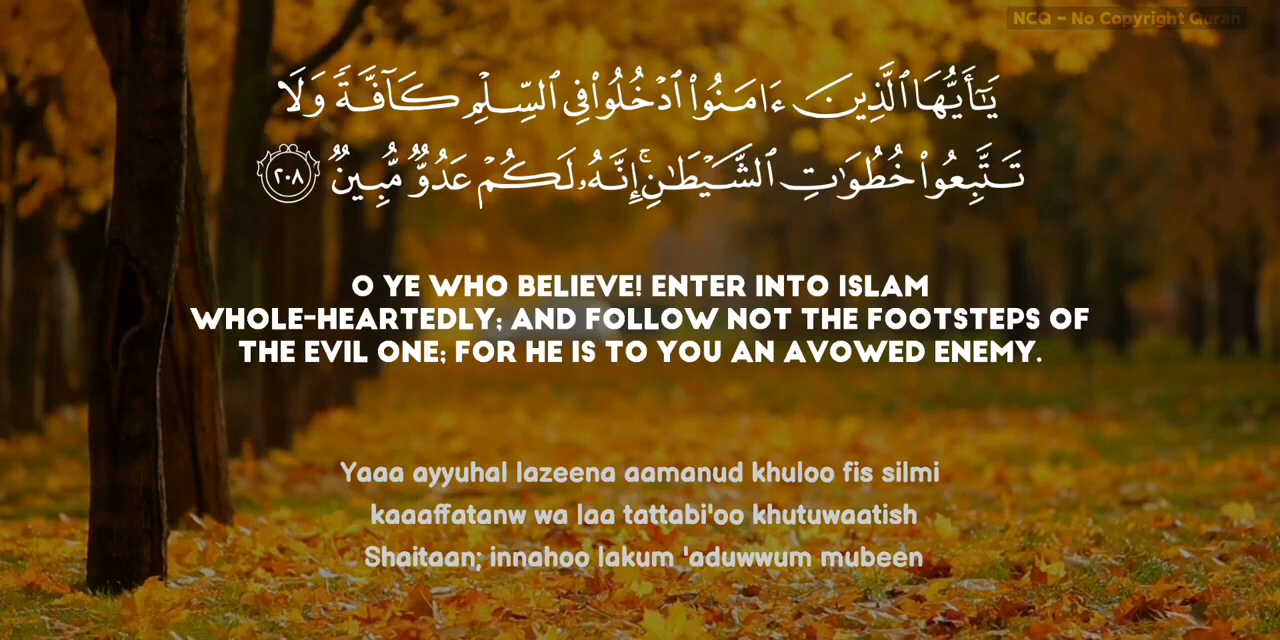 NCQ - No Copyright Quran
يَـٰٓأَيُّهَا ٱلَّذِينَ ءَامَنُوا۟ ٱدْخُلُوا۟ فِى ٱلسِّلْمِ كَآفَّةً وَلَا
تَتَّبِعُوا۟ خُطُوَٰتِ ٱلشَّيْطَـٰنِ ۚ إِنَّهُۥ لَكُمْ عَدُوٌّ مُّبِينٌ ٢٠٨
O YE WHO BELIEVE! ENTER INTO ISLAM
WHOLE-HEARTEDLY; AND FOLLOW NOT THE FOOTSTEPS OF
THE EVIL ONE; FOR HE IS TO YOU AN AVOWED ENEMY.
Yaaa ayyuhal lazeena aamanud khuloo fis silmi
kaaaffatanw wa laa tattabi'oo khutuwaatish
Shaitaan; innahoo lakum 'aduwwum mubeen